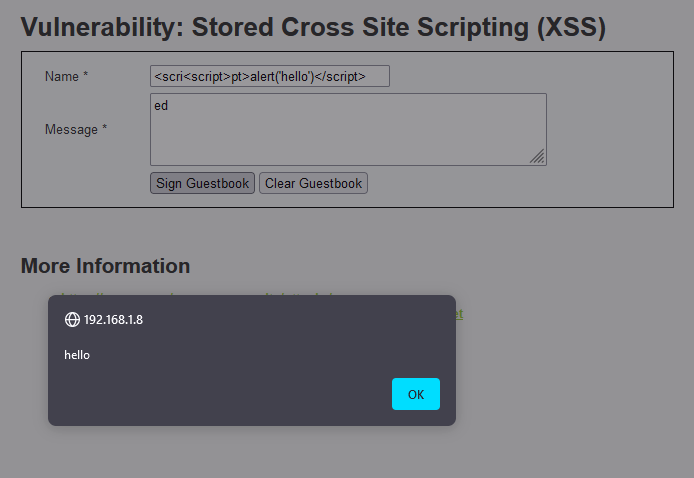 Vulnerability: Stored Cross Site Scripting (XSS)
Name * <scri<script>pt>alert('hello')</script>
Message * ed
Sign Guestbook Clear Guestbook
More Information
192.168.1.8
hello
OK